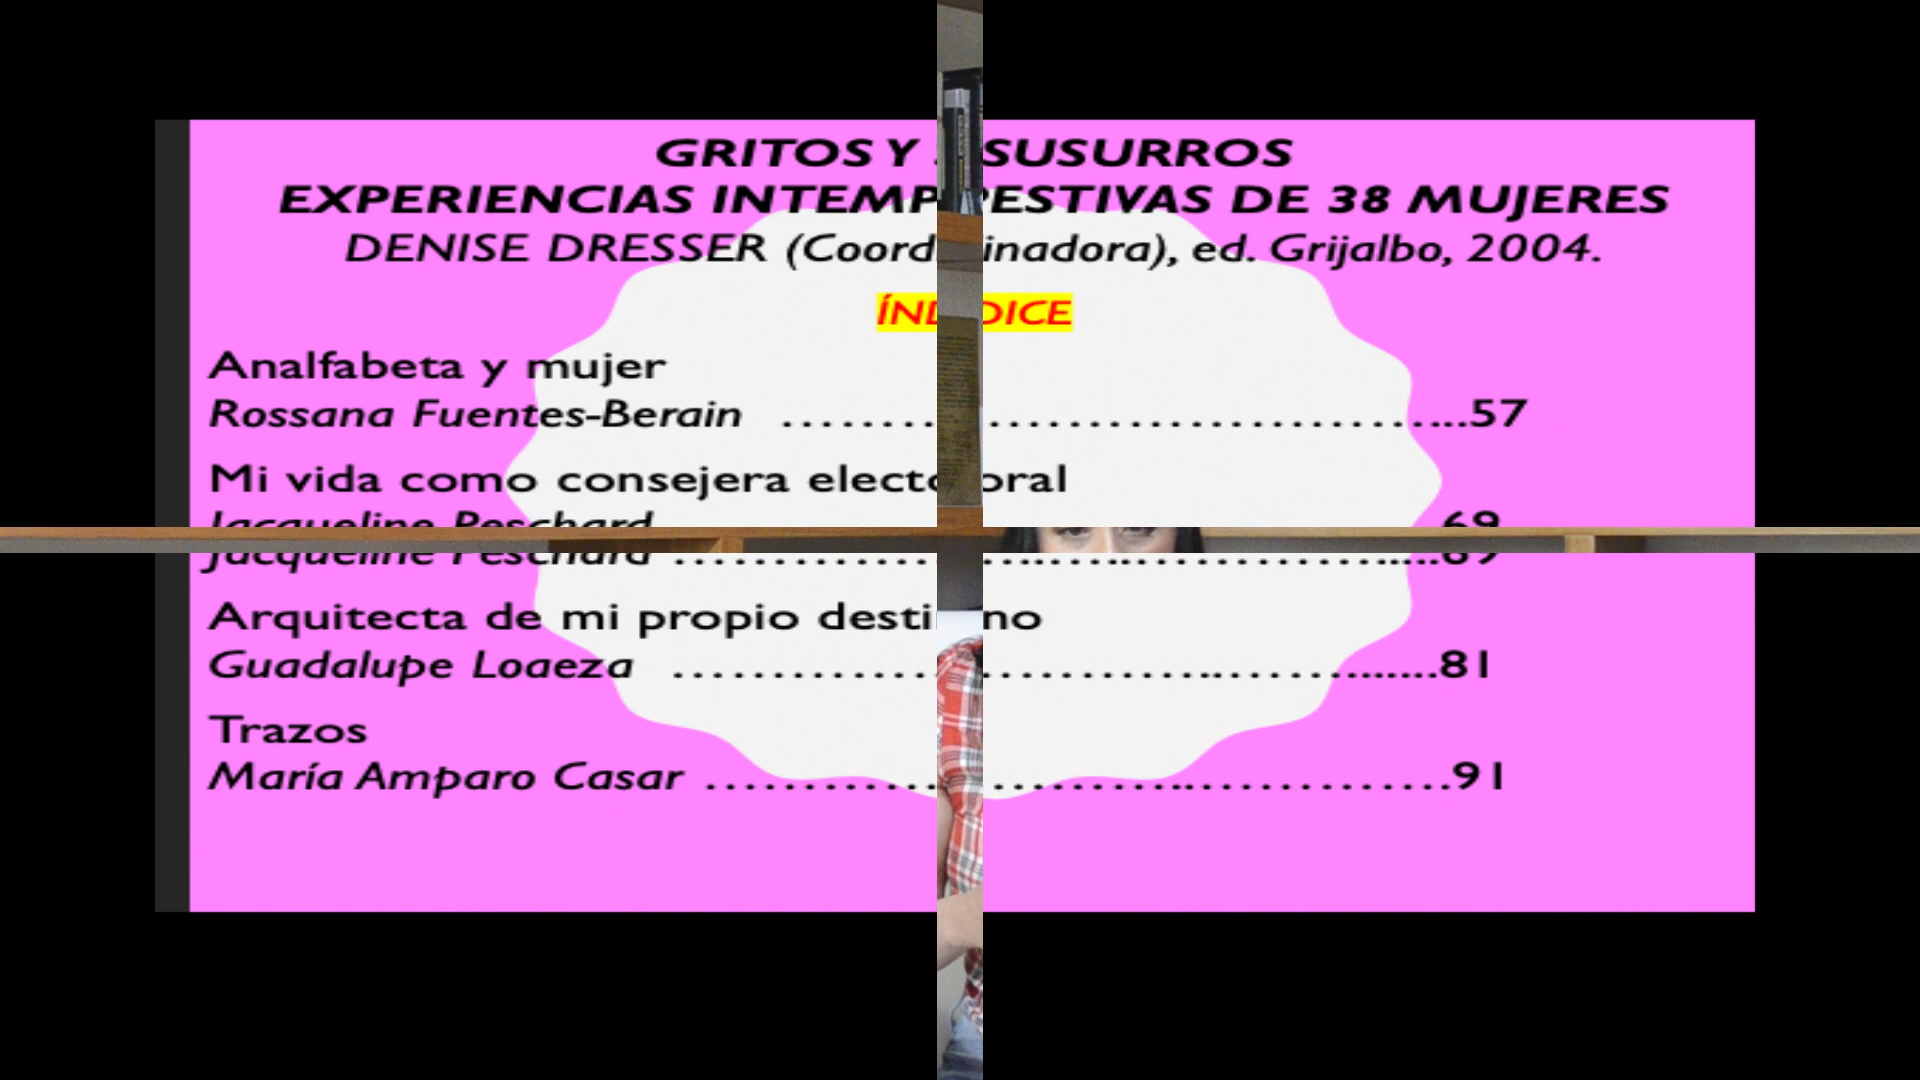 GRITOS Y SUSURROS
EXPERIENCIAS INTEMPESTIVAS DE 38 MUJERES
DENISE DRESSER (Coordinadora), ed. Grijalbo, 2004.
ÍNDICE
Analfabeta y mujer
Rossana Fuentes-Berain ……………………………………...57
Mi vida como consejera electoral
Jacqueline Peschard ……………………………………...69
Arquitecta de mi propio destino
Guadalupe Loaeza ……………………………………......81
Trazos
María Amparo Casar ……………………………………….91